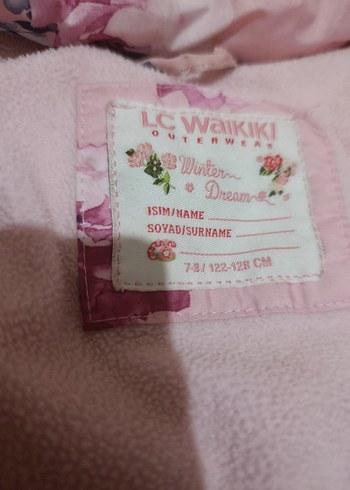 LC WAIKIKI
OUTERWEAR
Winter
Dream
ISIM/NAME
SOYAD/SURNAME
7-8 / 122-128 CM